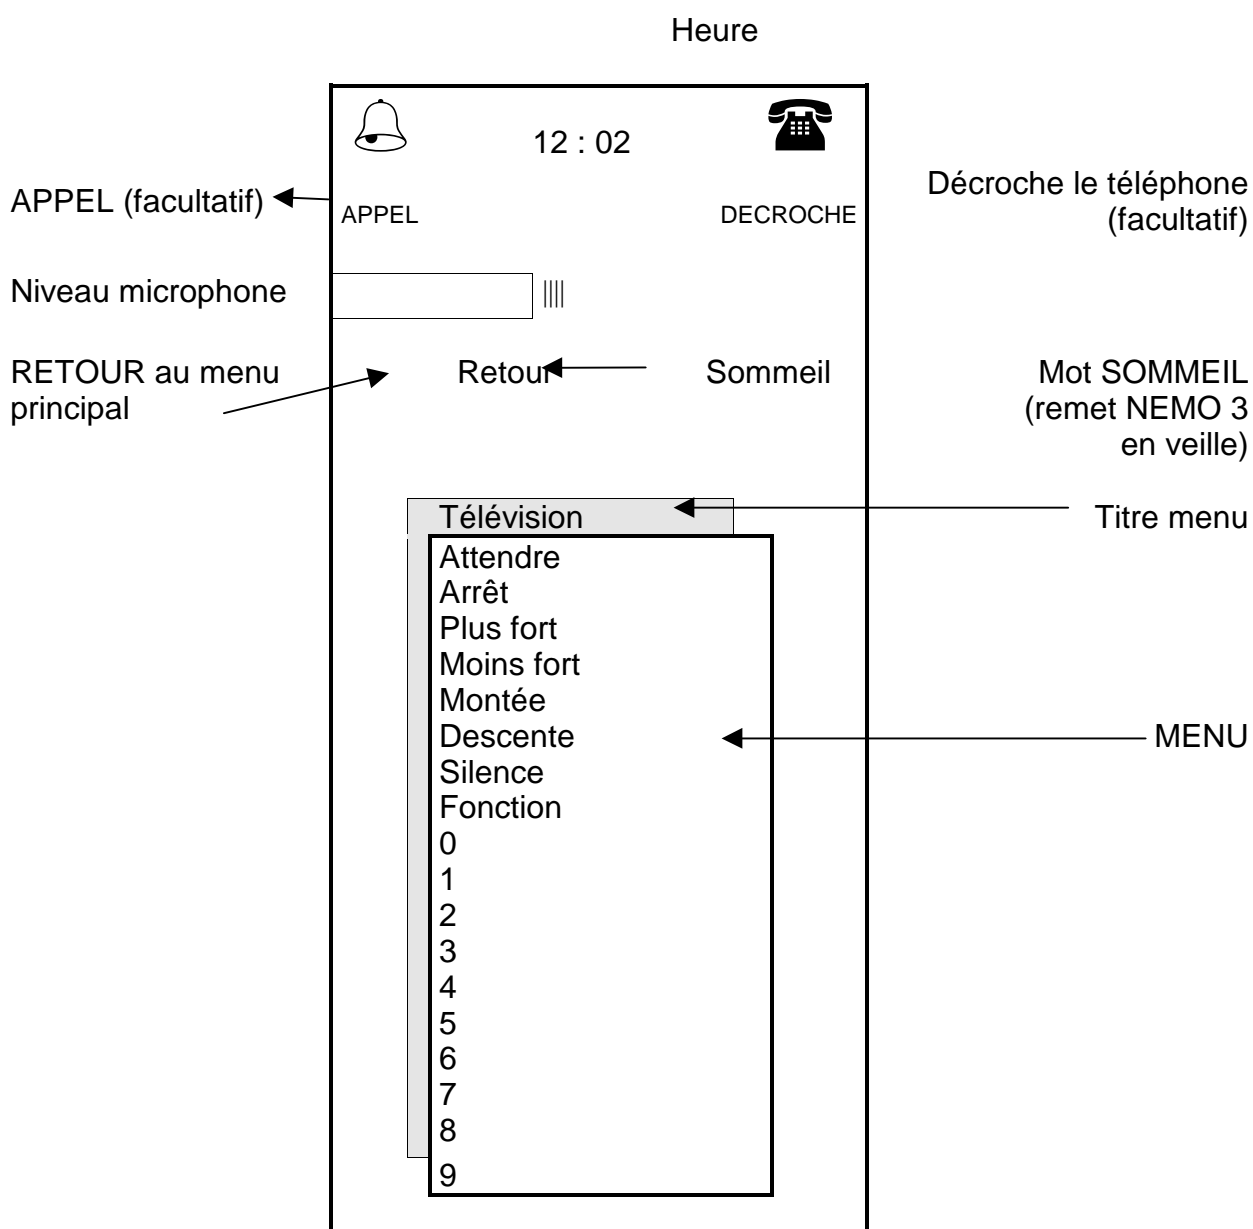 Heure
12 : 02
APPEL (facultatif)
APPEL
DECROCHE
Décroche le téléphone
(facultatif)
Niveau microphone
RETOUR au menu
principal
Retour
Sommeil
Mot SOMMEIL
(remet NEMO 3
en veille)
Télévision
Titre menu
Attendre
Arrêt
Plus fort
Moins fort
Montée
Descente
MENU
Silence
Fonction
0
1
2
3
4
5
6
7
8
9